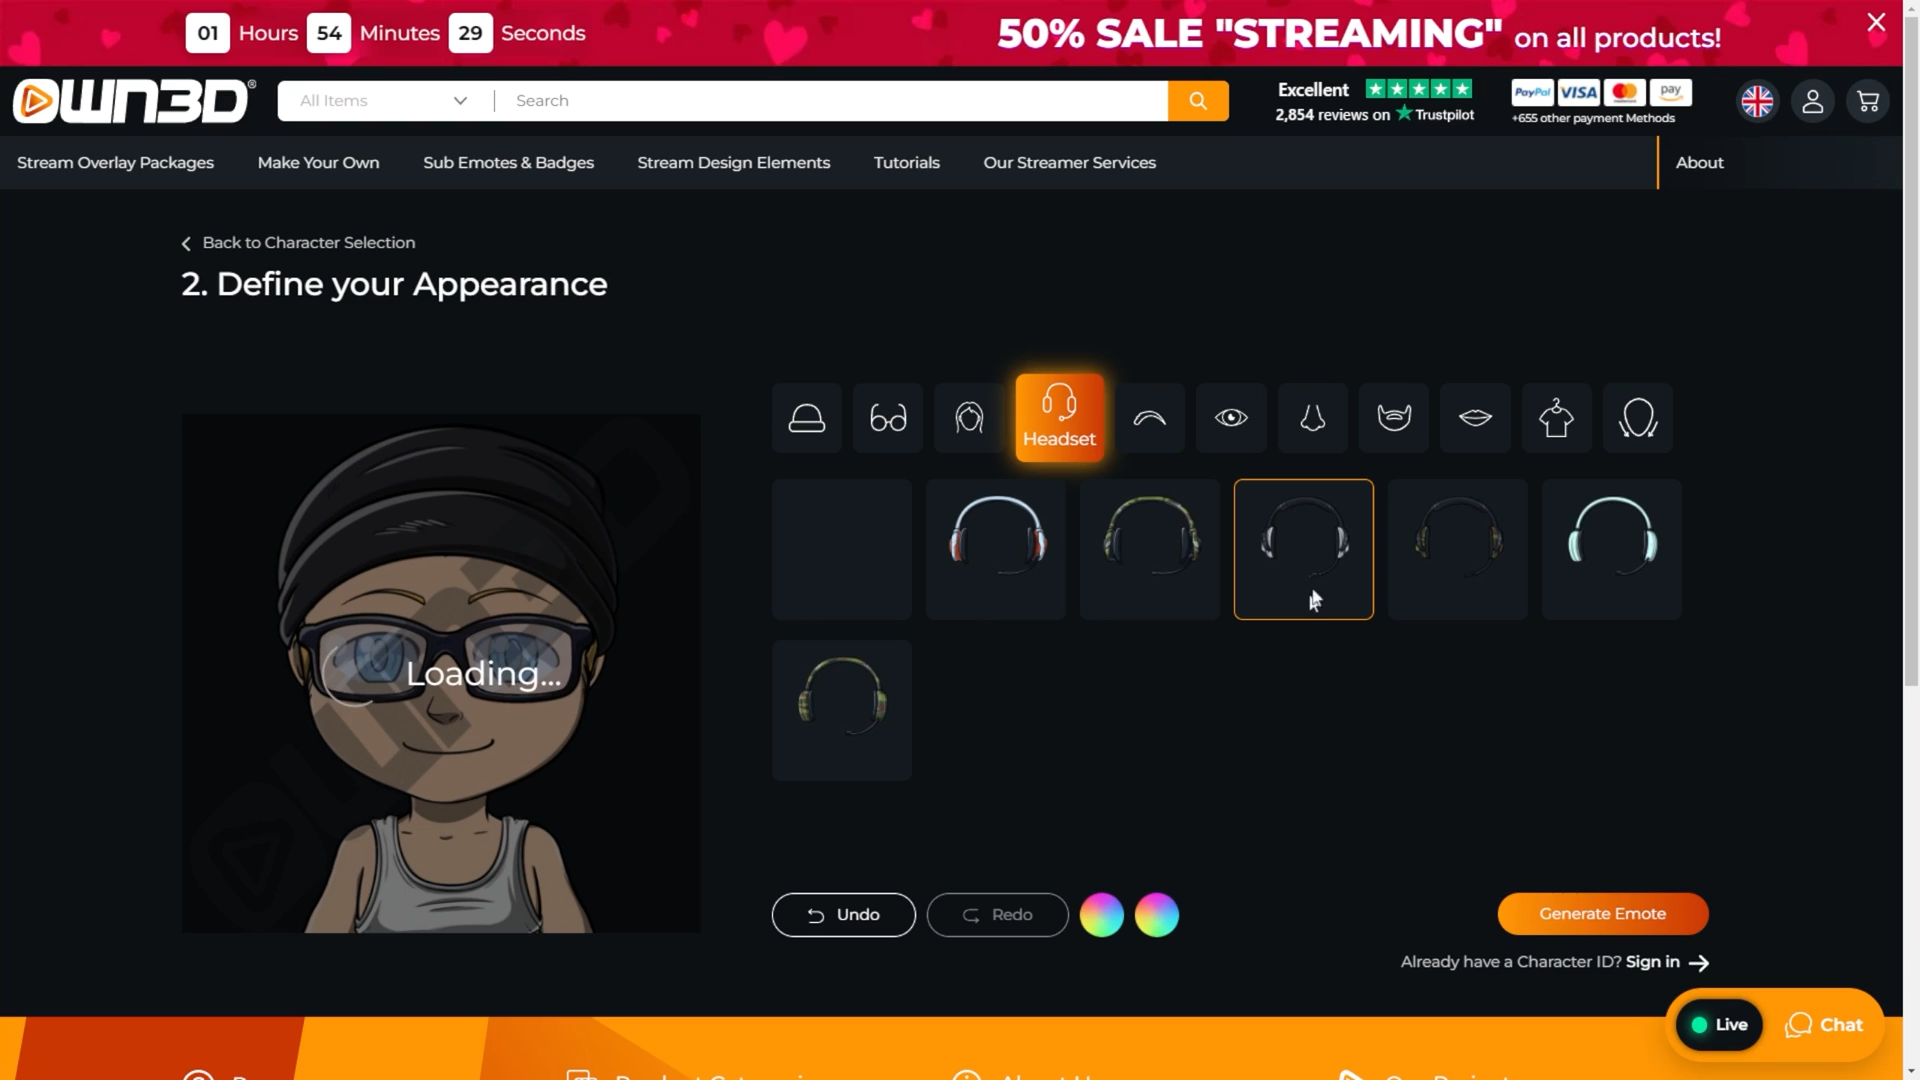 01 Hours 54 Minutes 29 Seconds
50% SALE "STREAMING" on all products!
OWN3D®
All Items
Search
Excellent
2,854 reviews on Trustpilot
PayPal VISA mastercard pay
+655 other payment Methods
Stream Overlay Packages
Make Your Own
Sub Emotes & Badges
Stream Design Elements
Tutorials
Our Streamer Services
About
Back to Character Selection
2. Define your Appearance
Headset
Loading...
Undo
Redo
Generate Emote
Already have a Character ID? Sign in
Live
Chat